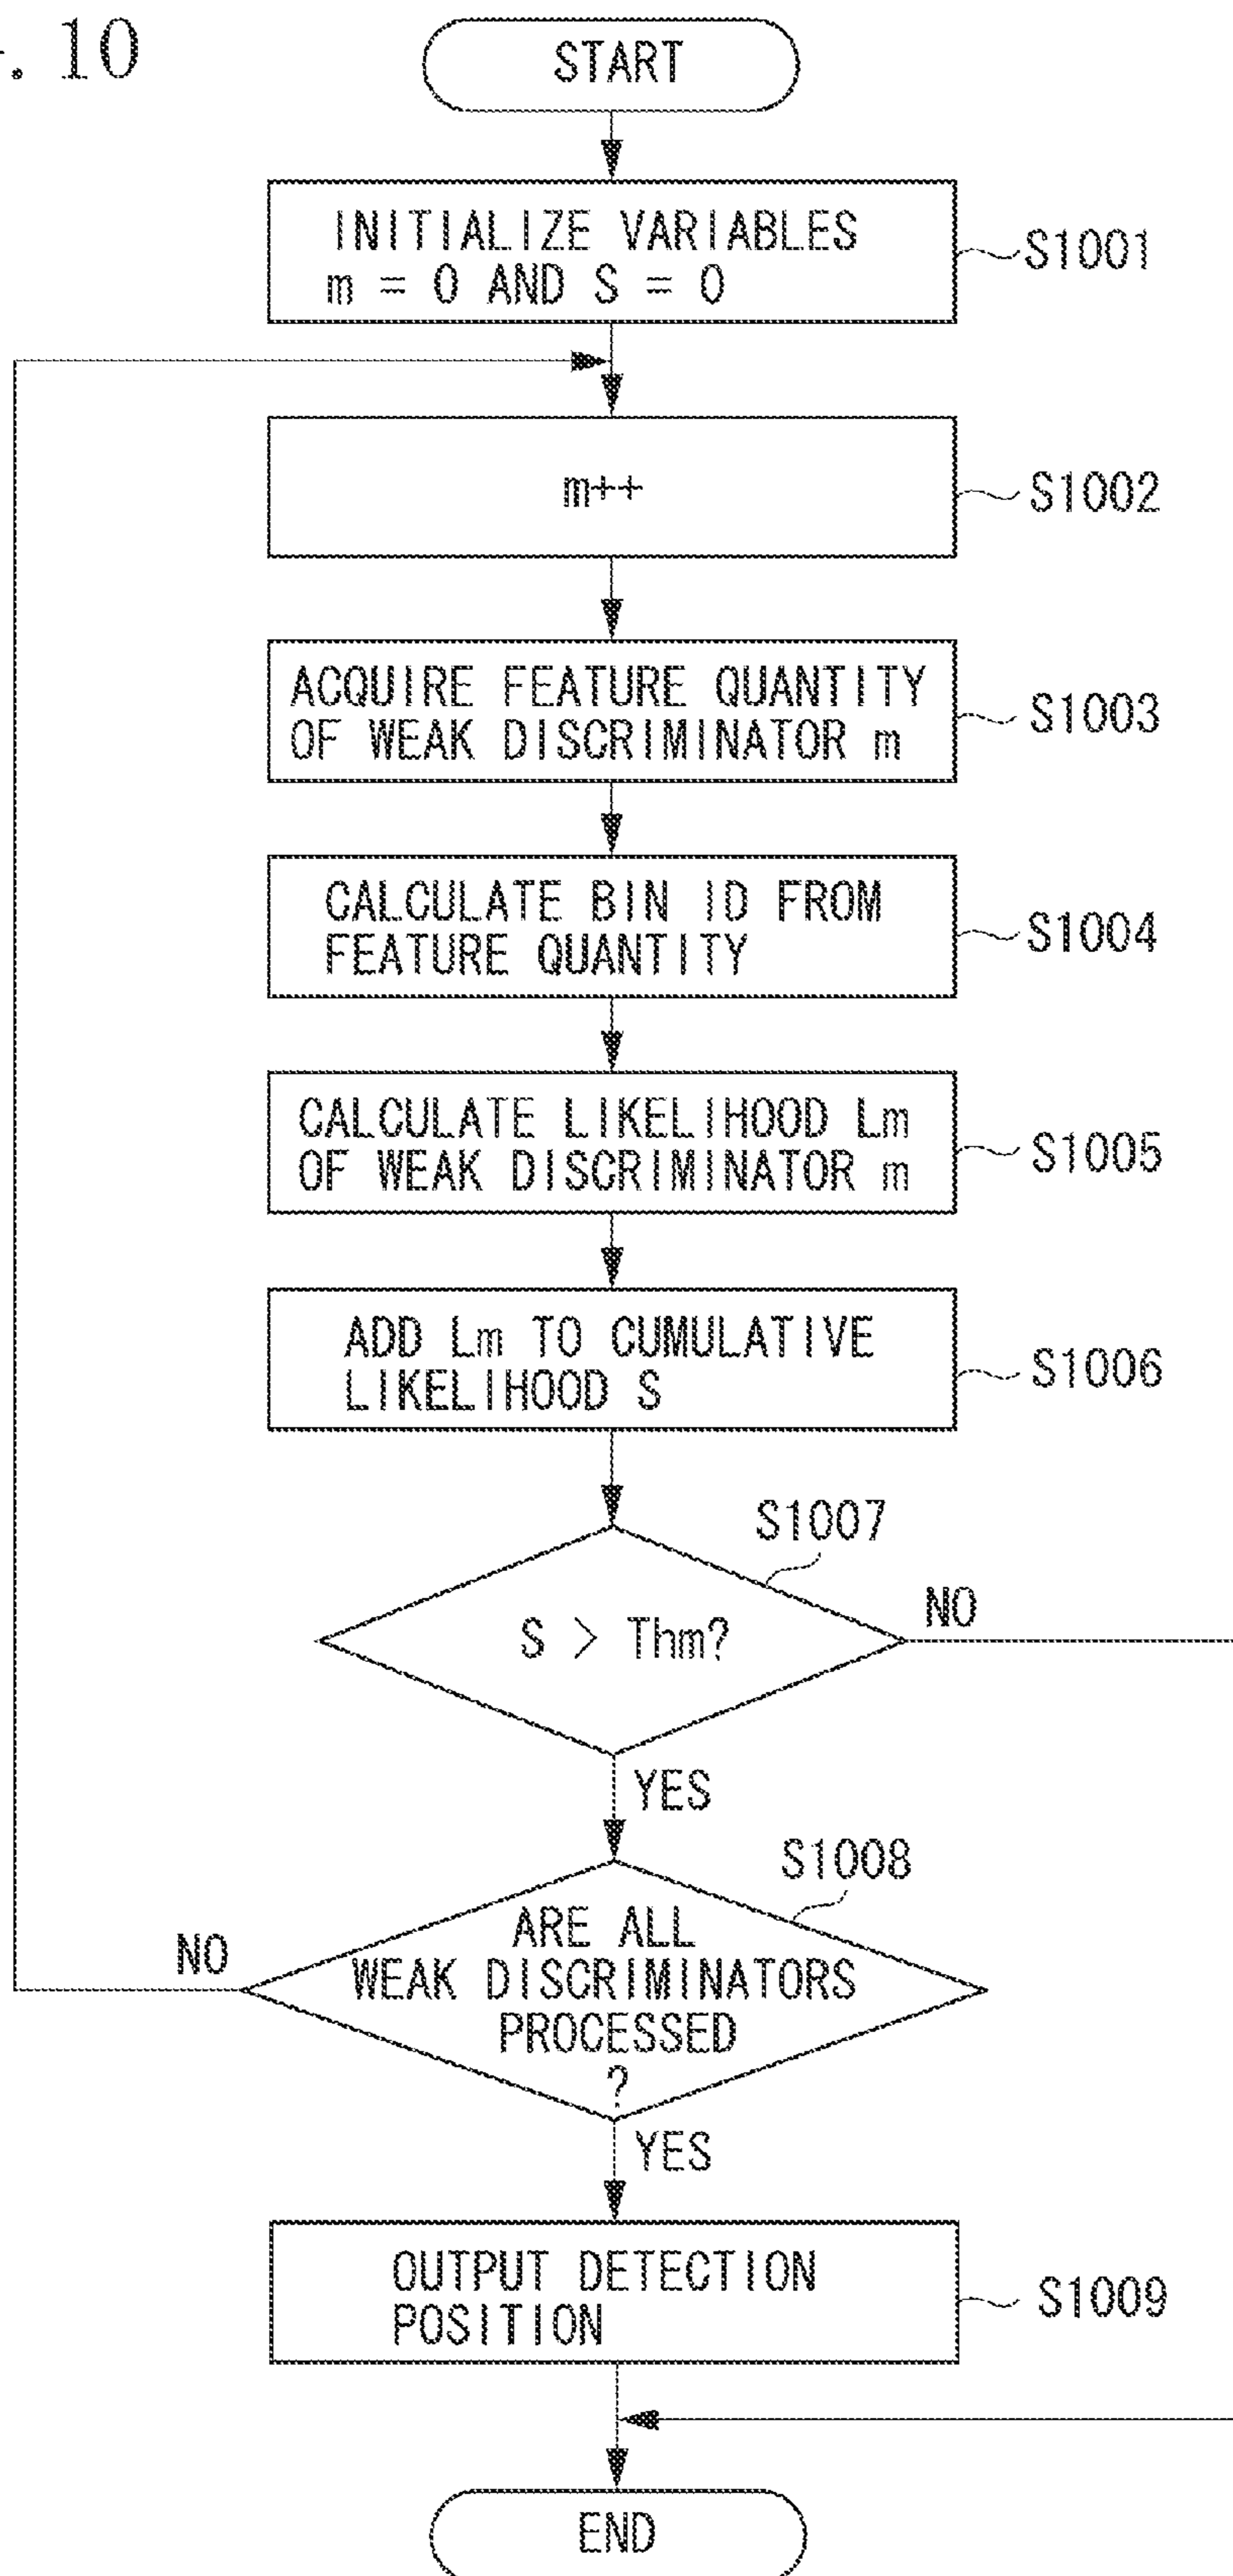 . 10
START
INITIALIZE VARIABLES
m = 0 AND S = 0
S1001
m++
S1002
ACQUIRE FEATURE QUANTITY
OF WEAK DISCRIMINATOR m
S1003
CALCULATE BIN ID FROM
FEATURE QUANTITY
S1004
CALCULATE LIKELIHOOD Lm
OF WEAK DISCRIMINATOR m
S1005
ADD Lm TO CUMULATIVE
LIKELIHOOD S
S1006
S1007
S > Thm?
NO
YES
S1008
ARE ALL
WEAK DISCRIMINATORS
PROCESSED
?
NO
YES
OUTPUT DETECTION
POSITION
S1009
END